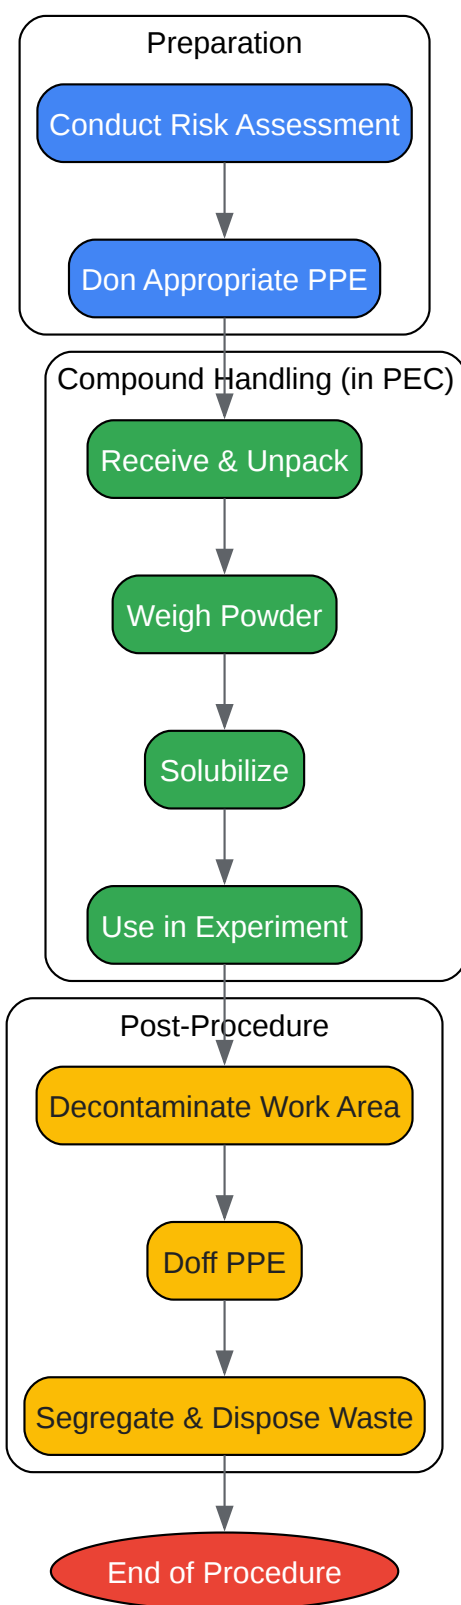 Preparation
Conduct Risk Assessment
Don Appropriate PPE
Compound Handling (in PEC)
Receive & Unpack
Weigh Powder
Solubilize
Use in Experiment
Post-Procedure
Decontaminate Work Area
Doff PPE
Segregate & Dispose Waste
End of Procedure